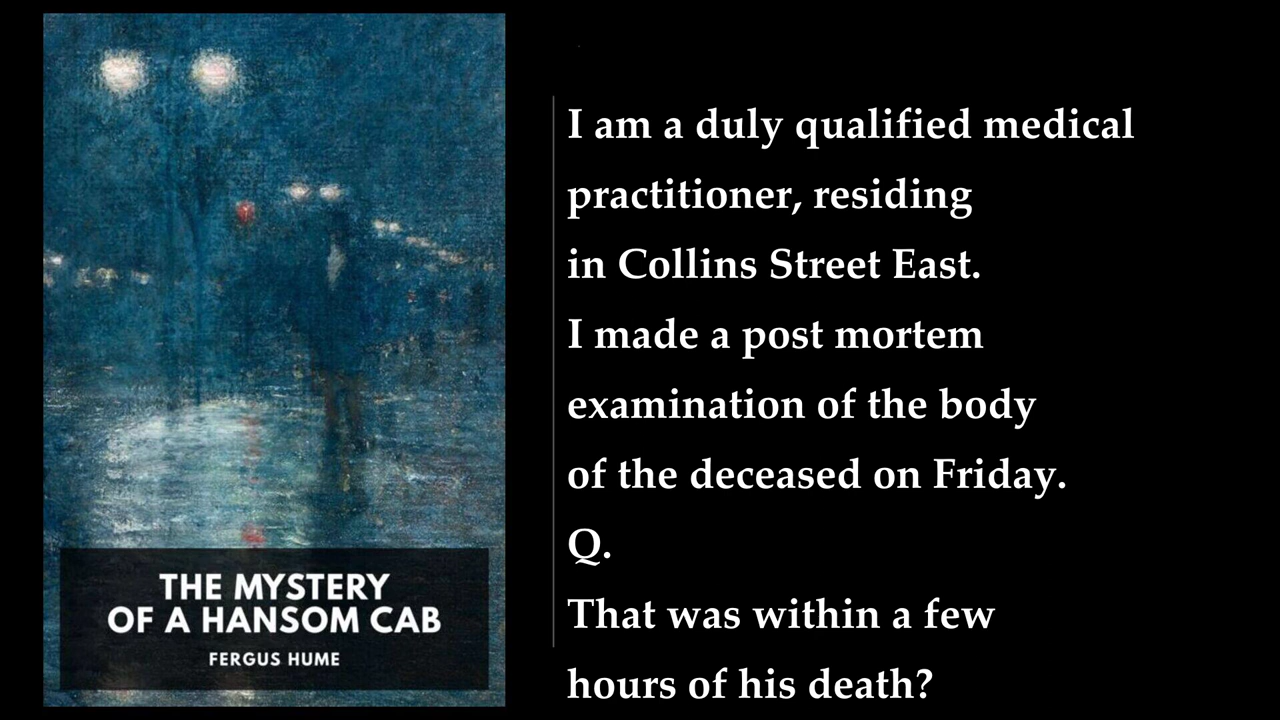 THE MYSTERY
OF A HANSOM CAB
FERGUS HUME
I am a duly qualified medical
practitioner, residing
in Collins Street East.
I made a post mortem
examination of the body
of the deceased on Friday.
Q.
That was within a few
hours of his death?